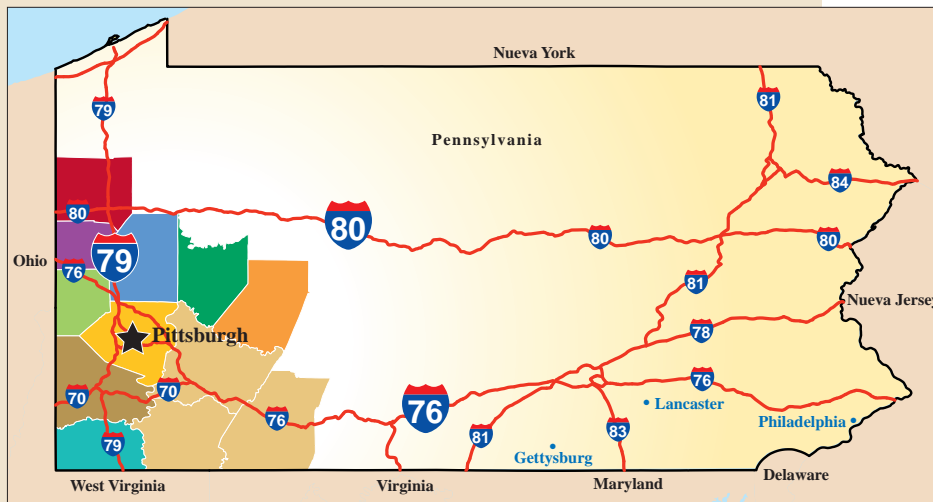 Nueva York
79
81
Pennsylvania
84
80
80
80
80
79
Ohio
76
81
Nueva Jersey
Pittsburgh
78
70
70
76
76
76
Lancaster
Philadelphia
79
81
83
Gettysburg
West Virginia
Virginia
Maryland
Delaware